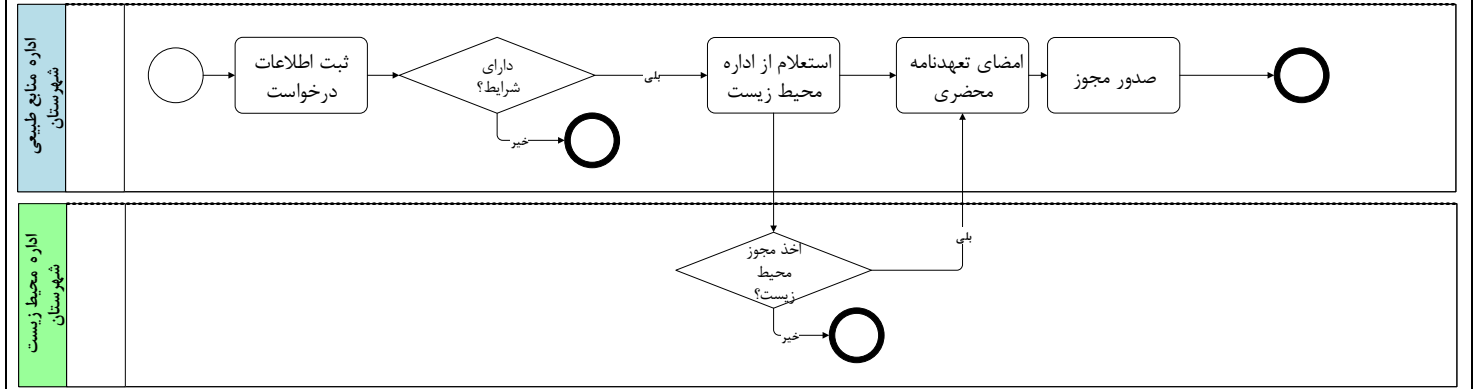 اداره منابع طبیعی
شهرستان
ثبت اطلاعات
درخواست
دارای
شرایط؟
بلی
خیر
استعلام از اداره
محیط زیست
امضای تعهدنامه
محضری
صدور مجوز
اداره محیط زیست
شهرستان
اخذ مجوز
محیط
زیست؟
بلی
خیر